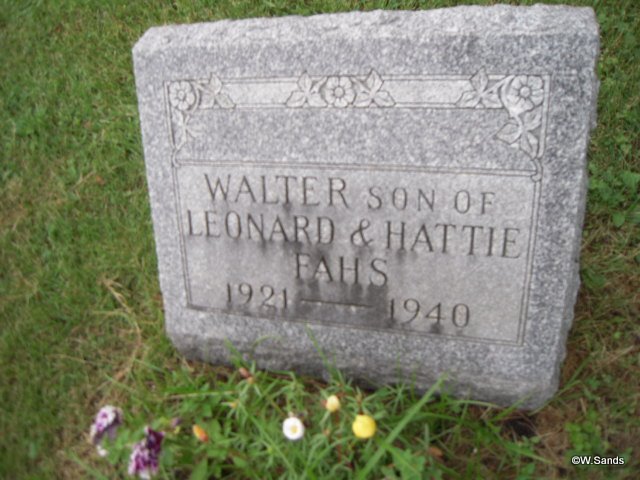 WALTER SON OF
LEONARD & HATTIE
FAHS
1921 — 1940
©W.Sands